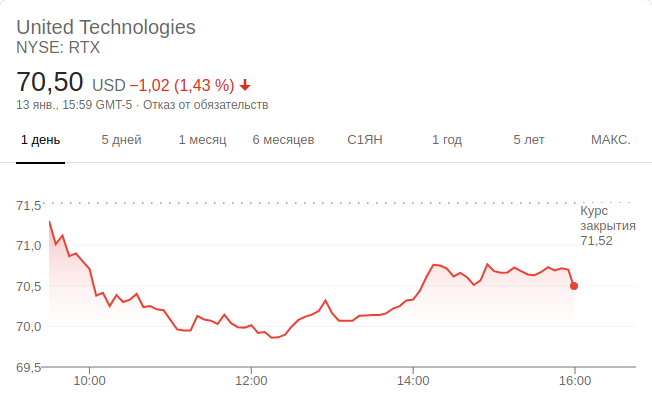 United Technologies
NYSE: RTX
70,50 USD −1,02 (1,43 %)
13 янв., 15:59 GMT-5 · Отказ от обязательств
1 день 5 дней 1 месяц 6 месяцев С1ЯН 1 год 5 лет МАКС.
71,5
Курс
закрытия
71,52
71,0
70,5
70,0
69,5
10:00 12:00 14:00 16:00